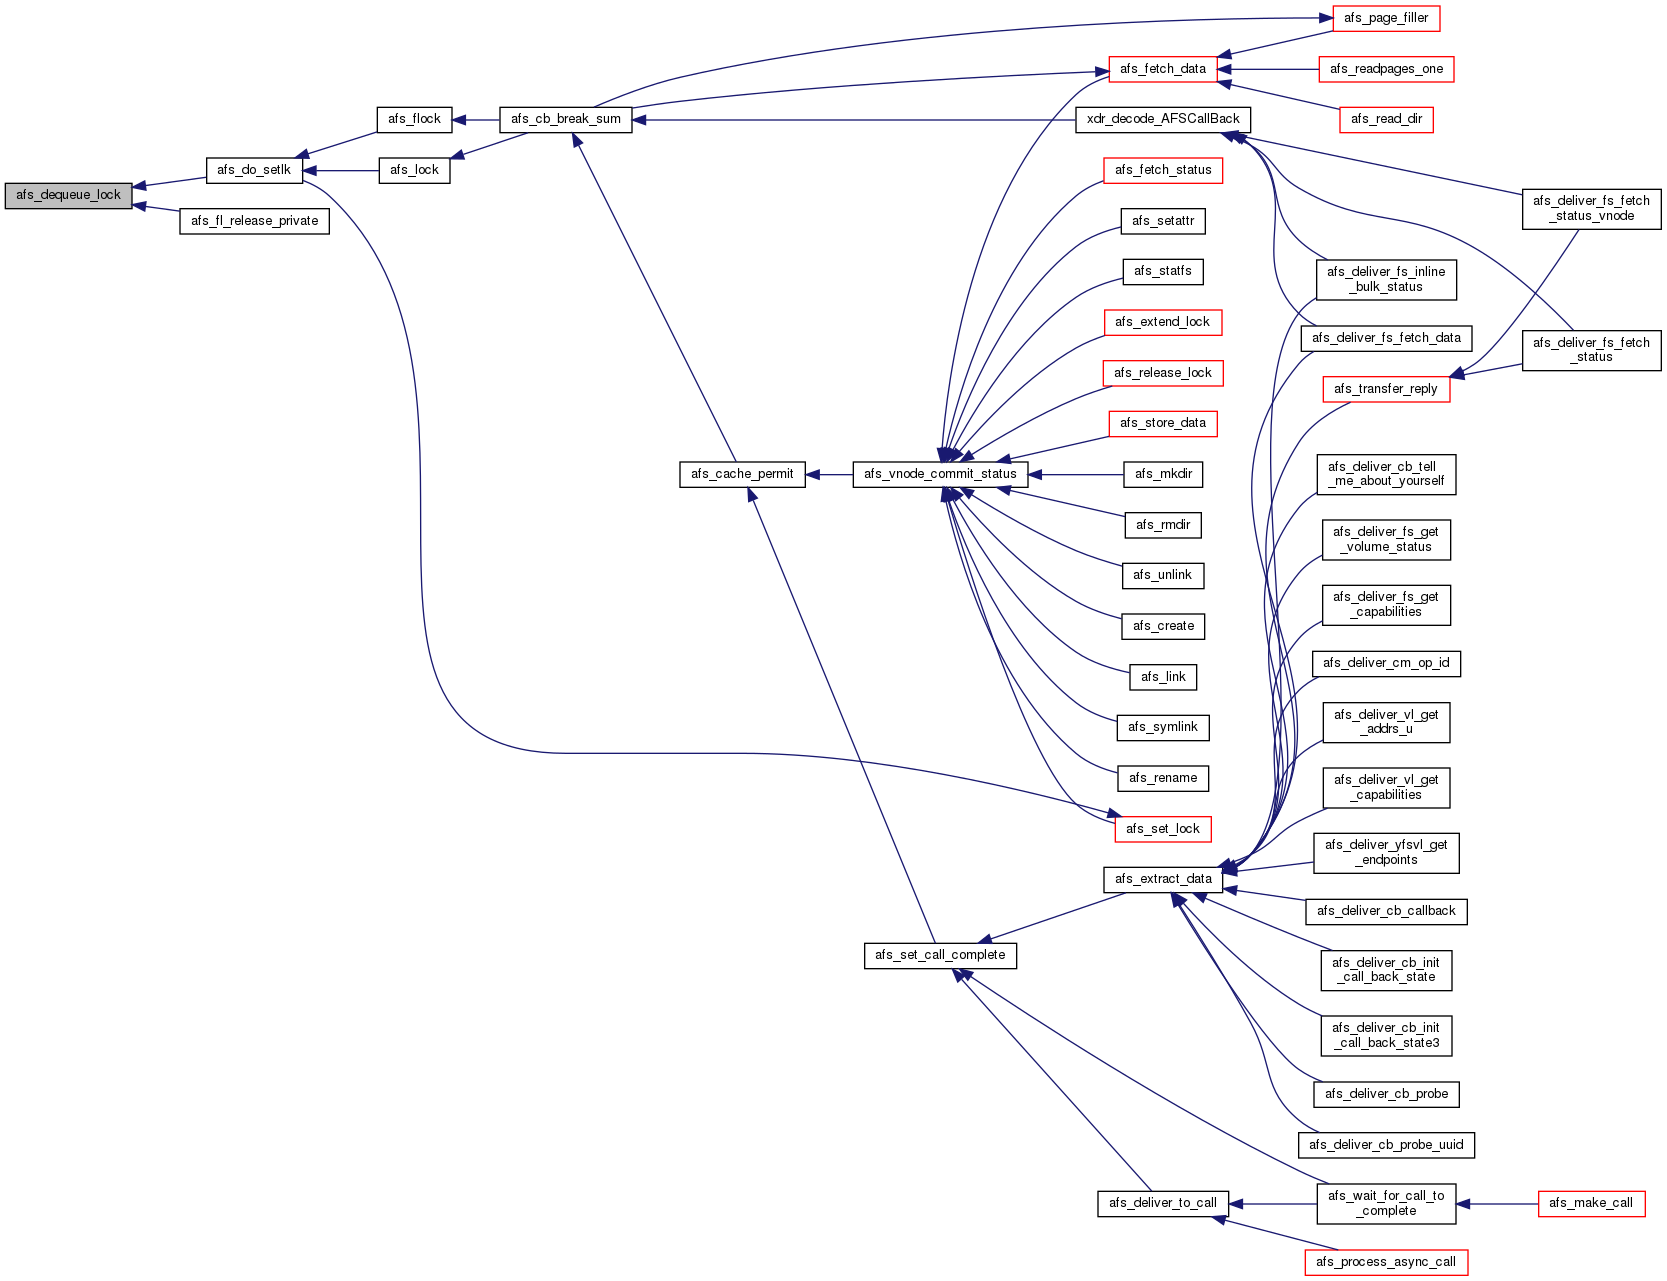 afs_dequeue_lock
afs_do_setlk
afs_fl_release_private
afs_flock
afs_lock
afs_cb_break_sum
afs_cache_permit
afs_page_filler
afs_fetch_data
afs_readpages_one
afs_read_dir
xdr_decode_AFSCallBack
afs_fetch_status
afs_setattr
afs_statfs
afs_extend_lock
afs_release_lock
afs_store_data
afs_vnode_commit_status
afs_mkdir
afs_rmdir
afs_unlink
afs_create
afs_link
afs_symlink
afs_rename
afs_set_lock
afs_extract_data
afs_set_call_complete
afs_deliver_to_call
afs_deliver_fs_fetch
_status_vnode
afs_deliver_fs_inline
_bulk_status
afs_deliver_fs_fetch_data
afs_deliver_fs_fetch
_status
afs_transfer_reply
afs_deliver_cb_tell
_me_about_yourself
afs_deliver_fs_get
_volume_status
afs_deliver_fs_get
_capabilities
afs_deliver_cm_op_id
afs_deliver_vl_get
_addrs_u
afs_deliver_vl_get
_capabilities
afs_deliver_yfsvl_get
_endpoints
afs_deliver_cb_callback
afs_deliver_cb_init
_call_back_state
afs_deliver_cb_init
_call_back_state3
afs_deliver_cb_probe
afs_deliver_cb_probe_uuid
afs_wait_for_call_to
_complete
afs_make_call
afs_process_async_call